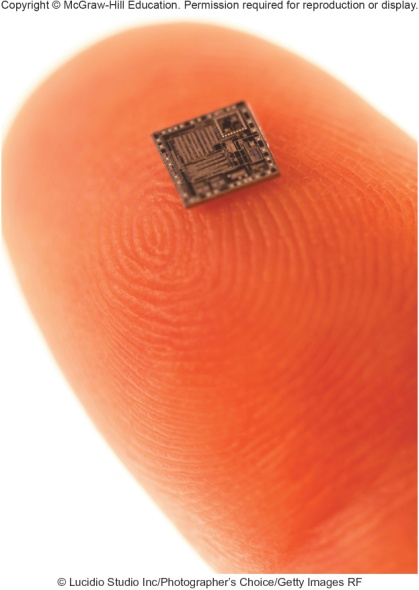 Copyright © McGraw-Hill Education. Permission required for reproduction or display.
© Lucidio Studio Inc/Photographer's Choice/Getty Images RF